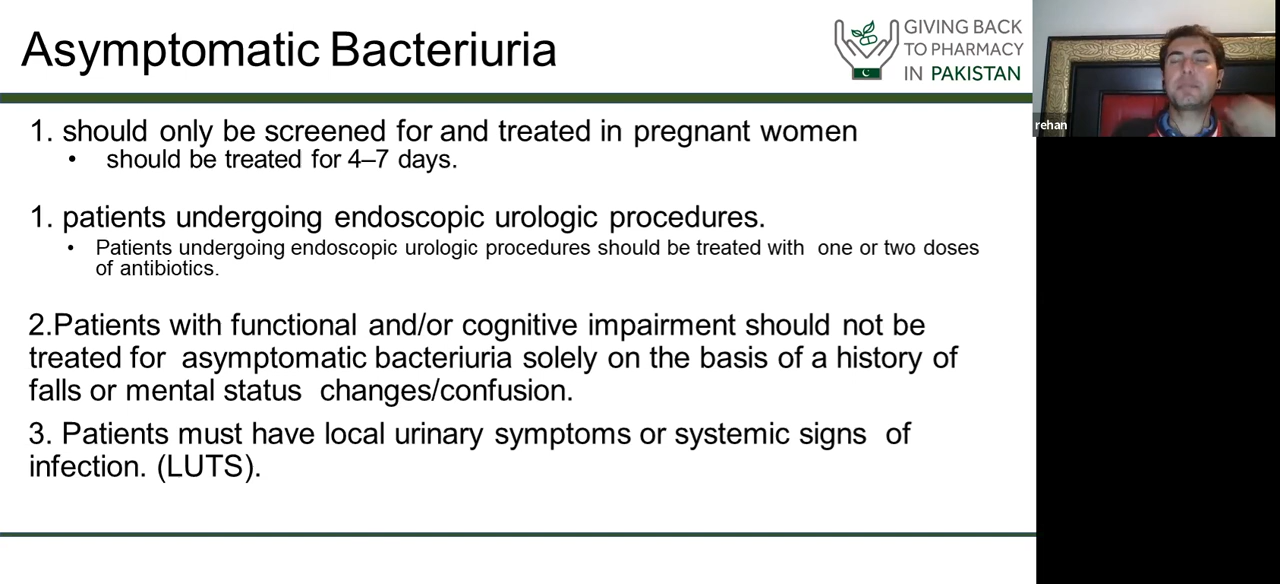 Asymptomatic Bacteriuria
GIVING BACK
TO PHARMACY
IN PAKISTAN
rehan
1. should only be screened for and treated in pregnant women
• should be treated for 4–7 days.
1. patients undergoing endoscopic urologic procedures.
• Patients undergoing endoscopic urologic procedures should be treated with one or two doses
of antibiotics.
2.Patients with functional and/or cognitive impairment should not be
treated for asymptomatic bacteriuria solely on the basis of a history of
falls or mental status changes/confusion.
3. Patients must have local urinary symptoms or systemic signs of
infection. (LUTS).